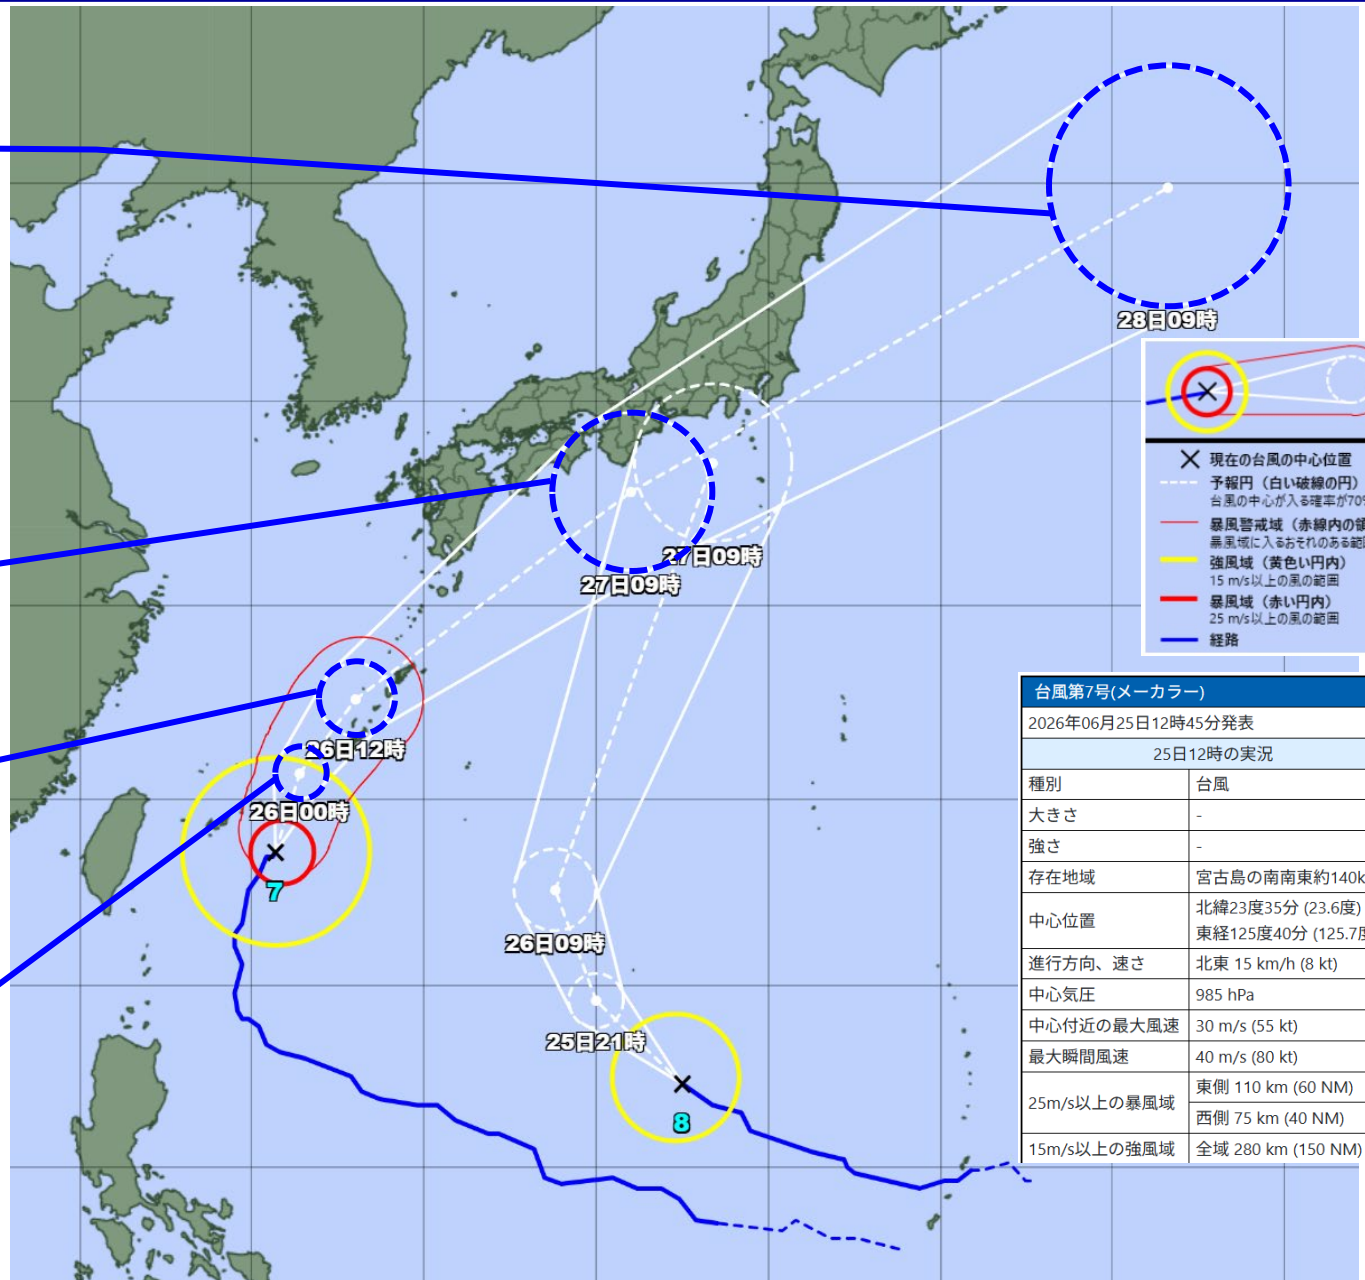 28日09時
27日09時
27日09時
26日12時
26日00時
7
26日09時
25日21時
8
現在の台風の中心位置
予報円（白い破線の円）
台風の中心が入る確率が70%
暴風警戒域（赤線内の領
暴風域に入るおそれのある範囲
強風域（黄色い円内）
15 m/s以上の風の範囲
暴風域（赤い円内）
25 m/s以上の風の範囲
経路
台風第7号(メーカラー)
2026年06月25日12時45分発表
25日12時の実況
種別 台風
大きさ -
強さ -
存在地域 宮古島の南南東約140k
中心位置 北緯23度35分 (23.6度)
東経125度40分 (125.7度
進行方向、速さ 北東 15 km/h (8 kt)
中心気圧 985 hPa
中心付近の最大風速 30 m/s (55 kt)
最大瞬間風速 40 m/s (80 kt)
25m/s以上の暴風域 東側 110 km (60 NM)
西側 75 km (40 NM)
15m/s以上の強風域 全域 280 km (150 NM)